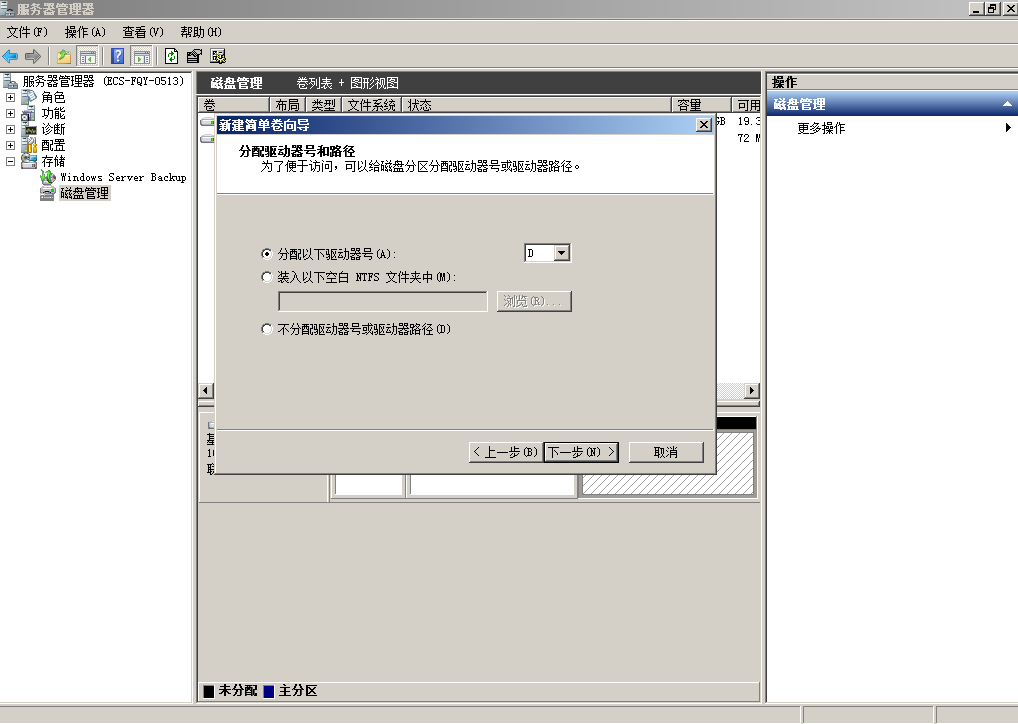 服务器管理器
文件(F) 操作(A) 查看(V) 帮助(H)
服务器管理器 (ECS-FQY-0513)
角色
功能
诊断
配置
存储
Windows Server Backup
磁盘管理
磁盘管理 卷列表 + 图形视图
卷 布局 类型 文件系统 状态 容量 可用
GB 19.3
72 M
新建简单卷向导
分配驱动器号和路径
为了便于访问，可以给磁盘分区分配驱动器号或驱动器路径。
分配以下驱动器号(A): D
装入以下空白 NTFS 文件夹中(M):
浏览(R)...
不分配驱动器号或驱动器路径(D)
< 上一步(B) 下一步(N) > 取消
未分配 主分区
操作
磁盘管理
更多操作